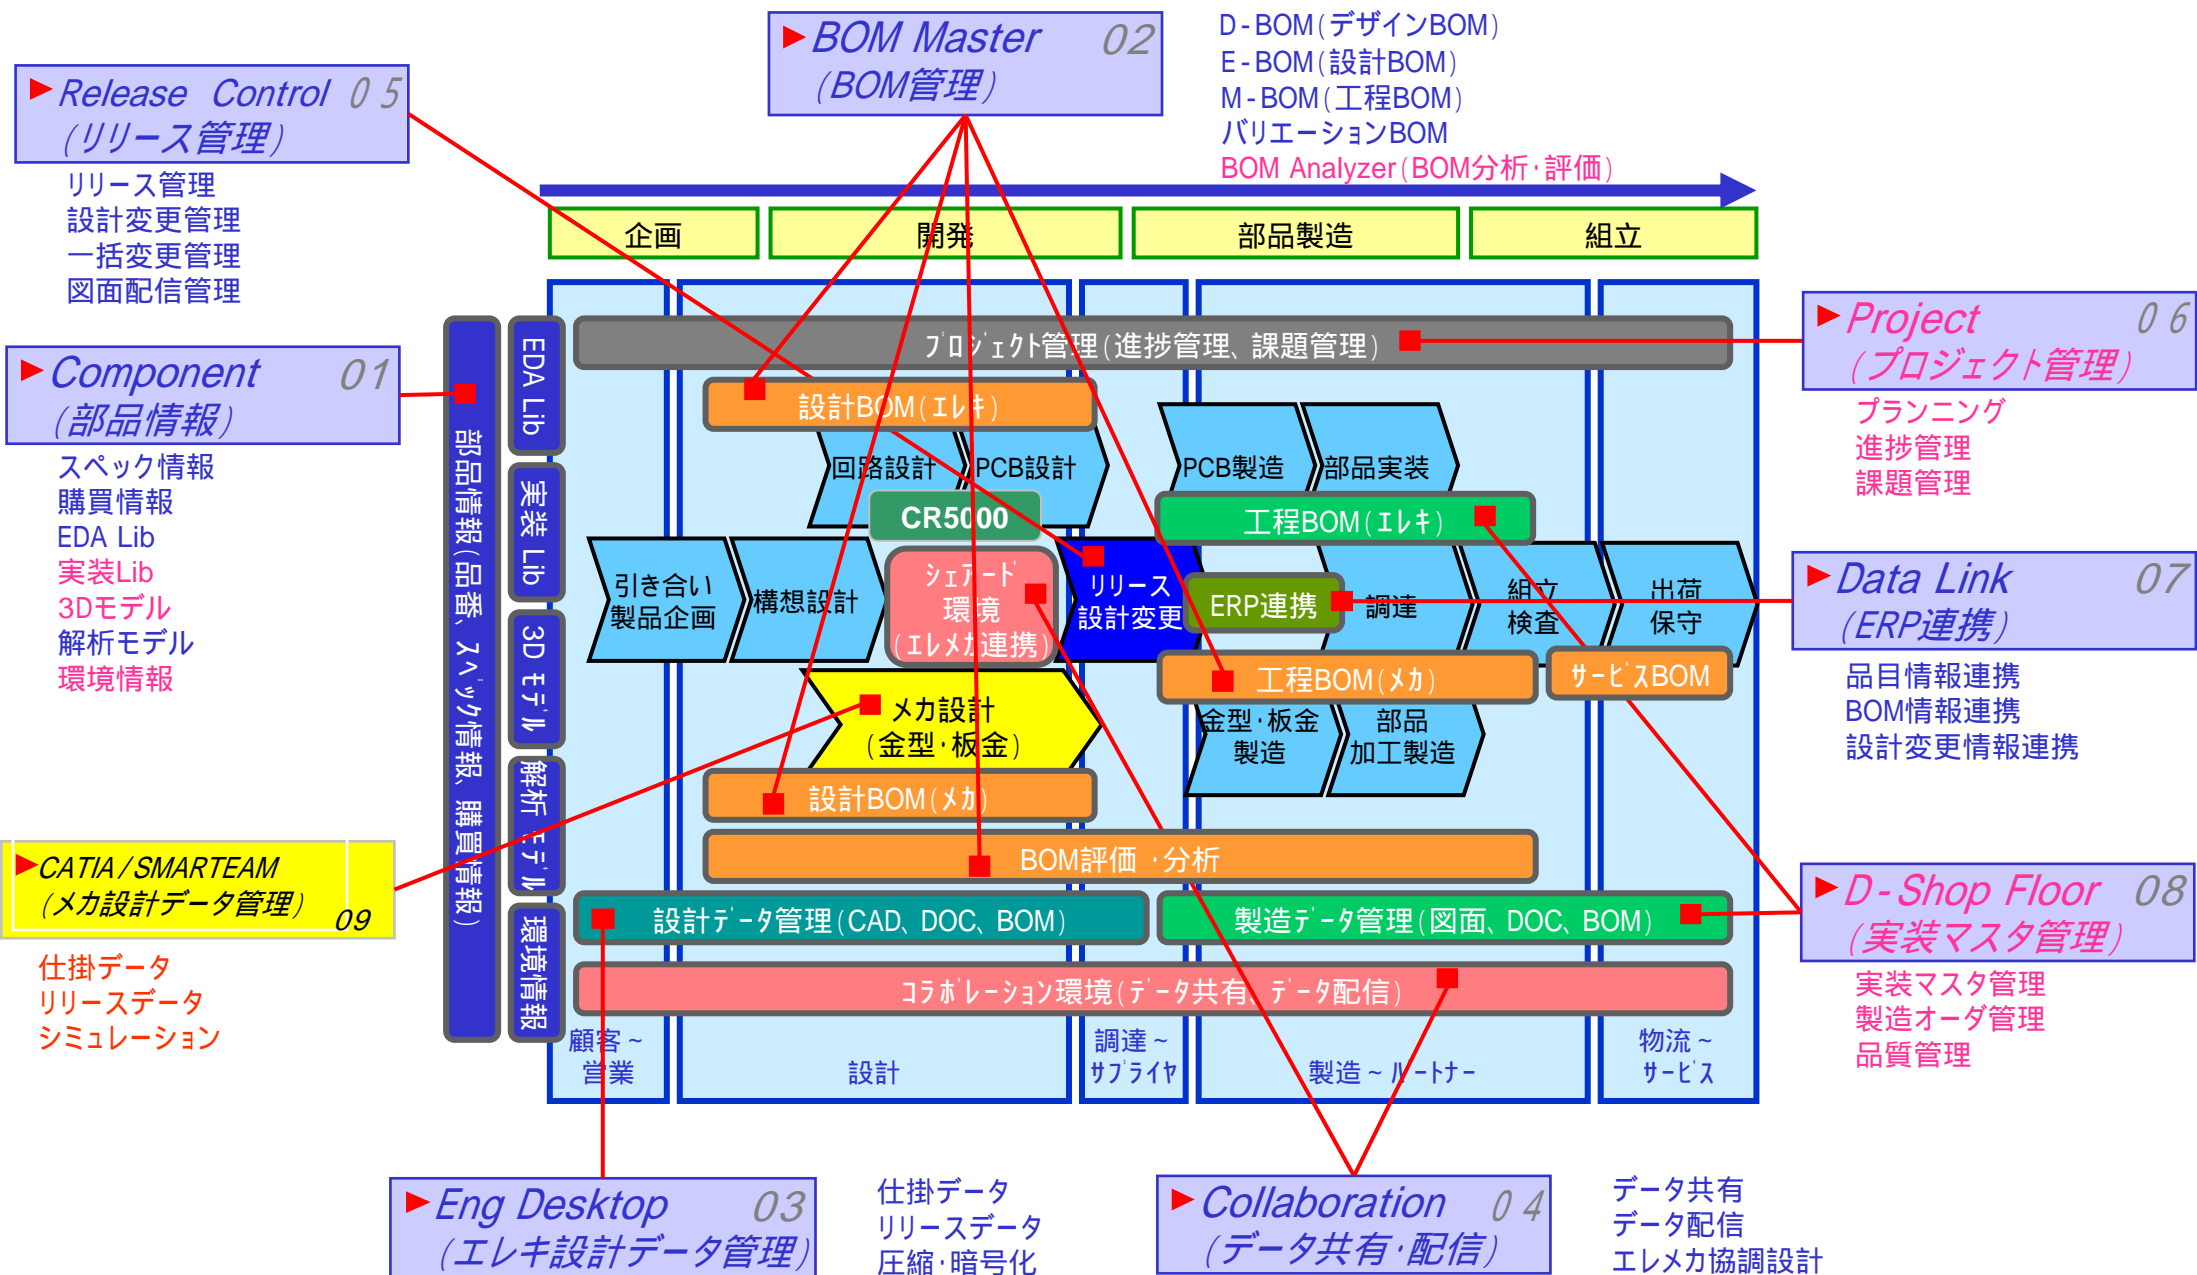 BOM Master 02
(BOM管理)
D-BOM(デザインBOM)
E-BOM(設計BOM)
M-BOM(工程BOM)
バリエーションBOM
BOM Analyzer(BOM分析･評価)
Release Control 05
(リリース管理)
リリース管理
設計変更管理
一括変更管理
図面配信管理
企画
開発
部品製造
組立
Component 01
(部品情報)
スペック情報
購買情報
EDA Lib
実装Lib
3Dモデル
解析モデル
環境情報
部品情報(品番、ｽﾍﾟｯｸ情報、購買情報)
EDA Lib
実装 Lib
3D ﾓﾃﾞﾙ
解析 ﾓﾃﾞﾙ
環境情報
ﾌﾟﾛｼﾞｪｸﾄ管理(進捗管理、課題管理)
設計BOM(ｴﾚｷ)
回路設計
PCB設計
PCB製造
部品実装
CR5000
工程BOM(ｴﾚｷ)
引き合い
製品企画
構想設計
ｼｪｱｰﾄﾞ
環境
(ｴﾚﾒｶ連携)
リリース
設計変更
ERP連携
調達
組立
検査
出荷
保守
工程BOM(ﾒｶ)
ｻｰﾋﾞｽBOM
メカ設計
(金型･板金)
金型･板金
製造
部品
加工製造
設計BOM(ﾒｶ)
BOM評価･分析
設計ﾃﾞｰﾀ管理(CAD、DOC、BOM)
製造ﾃﾞｰﾀ管理(図面、DOC、BOM)
ｺﾗﾎﾞﾚｰｼｮﾝ環境(ﾃﾞｰﾀ共有、ﾃﾞｰﾀ配信)
顧客~
営業
設計
調達~
ｻﾌﾟﾗｲﾔ
製造~ﾊﾟｰﾄﾅｰ
物流~
ｻｰﾋﾞｽ
Project 06
(プロジェクト管理)
プランニング
進捗管理
課題管理
Data Link 07
(ERP連携)
品目情報連携
BOM情報連携
設計変更情報連携
D-Shop Floor 08
(実装マスタ管理)
実装マスタ管理
製造オーダ管理
品質管理
CATIA/SMARTEAM
(メカ設計データ管理)
09
仕掛データ
リリースデータ
シミュレーション
Eng Desktop 03
(エレキ設計データ管理)
仕掛データ
リリースデータ
圧縮･暗号化
Collaboration 04
(データ共有･配信)
データ共有
データ配信
エレメカ協調設計